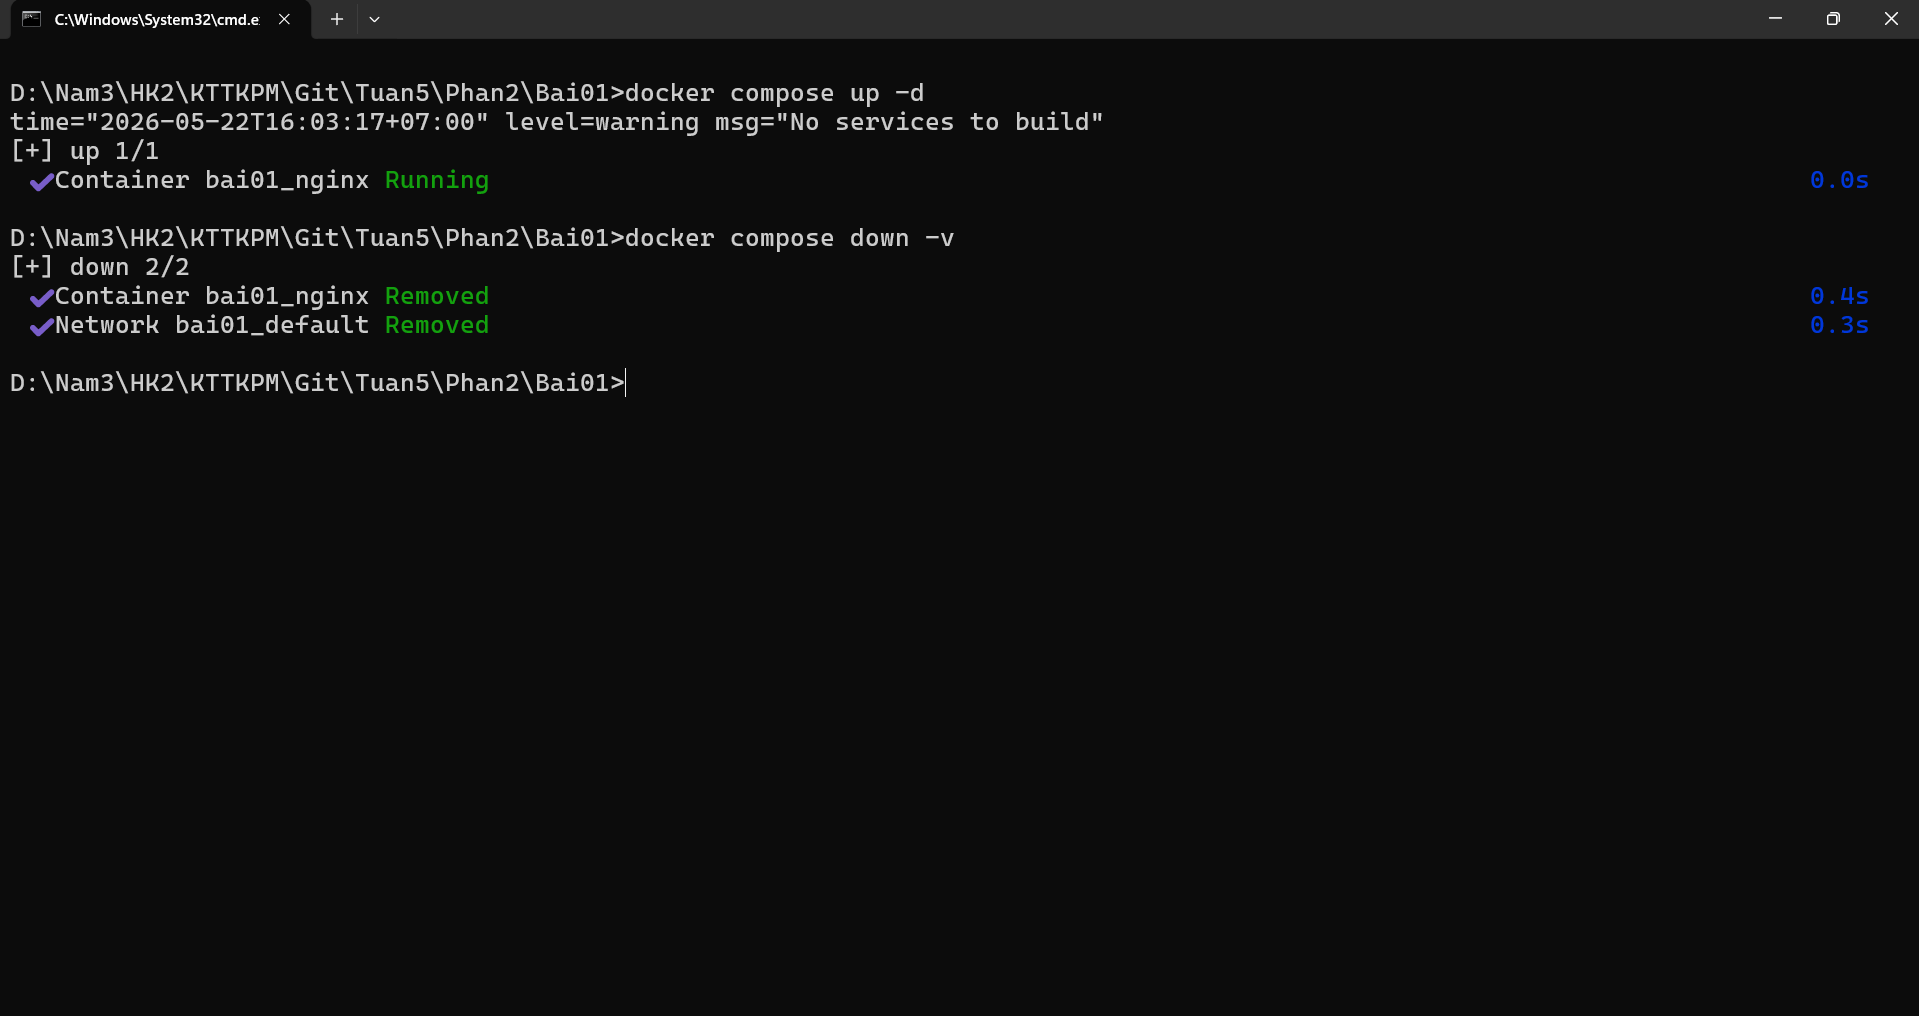 C:\Windows\System32\cmd.e
D:\Nam3\HK2\KTTKPM\Git\Tuan5\Phan2\Bai01>docker compose up -d
time="2026-05-22T16:03:17+07:00" level=warning msg="No services to build"
[+] up 1/1
✔Container bai01_nginx Running 0.0s
D:\Nam3\HK2\KTTKPM\Git\Tuan5\Phan2\Bai01>docker compose down -v
[+] down 2/2
✔Container bai01_nginx Removed 0.4s
✔Network bai01_default Removed 0.3s
D:\Nam3\HK2\KTTKPM\Git\Tuan5\Phan2\Bai01>